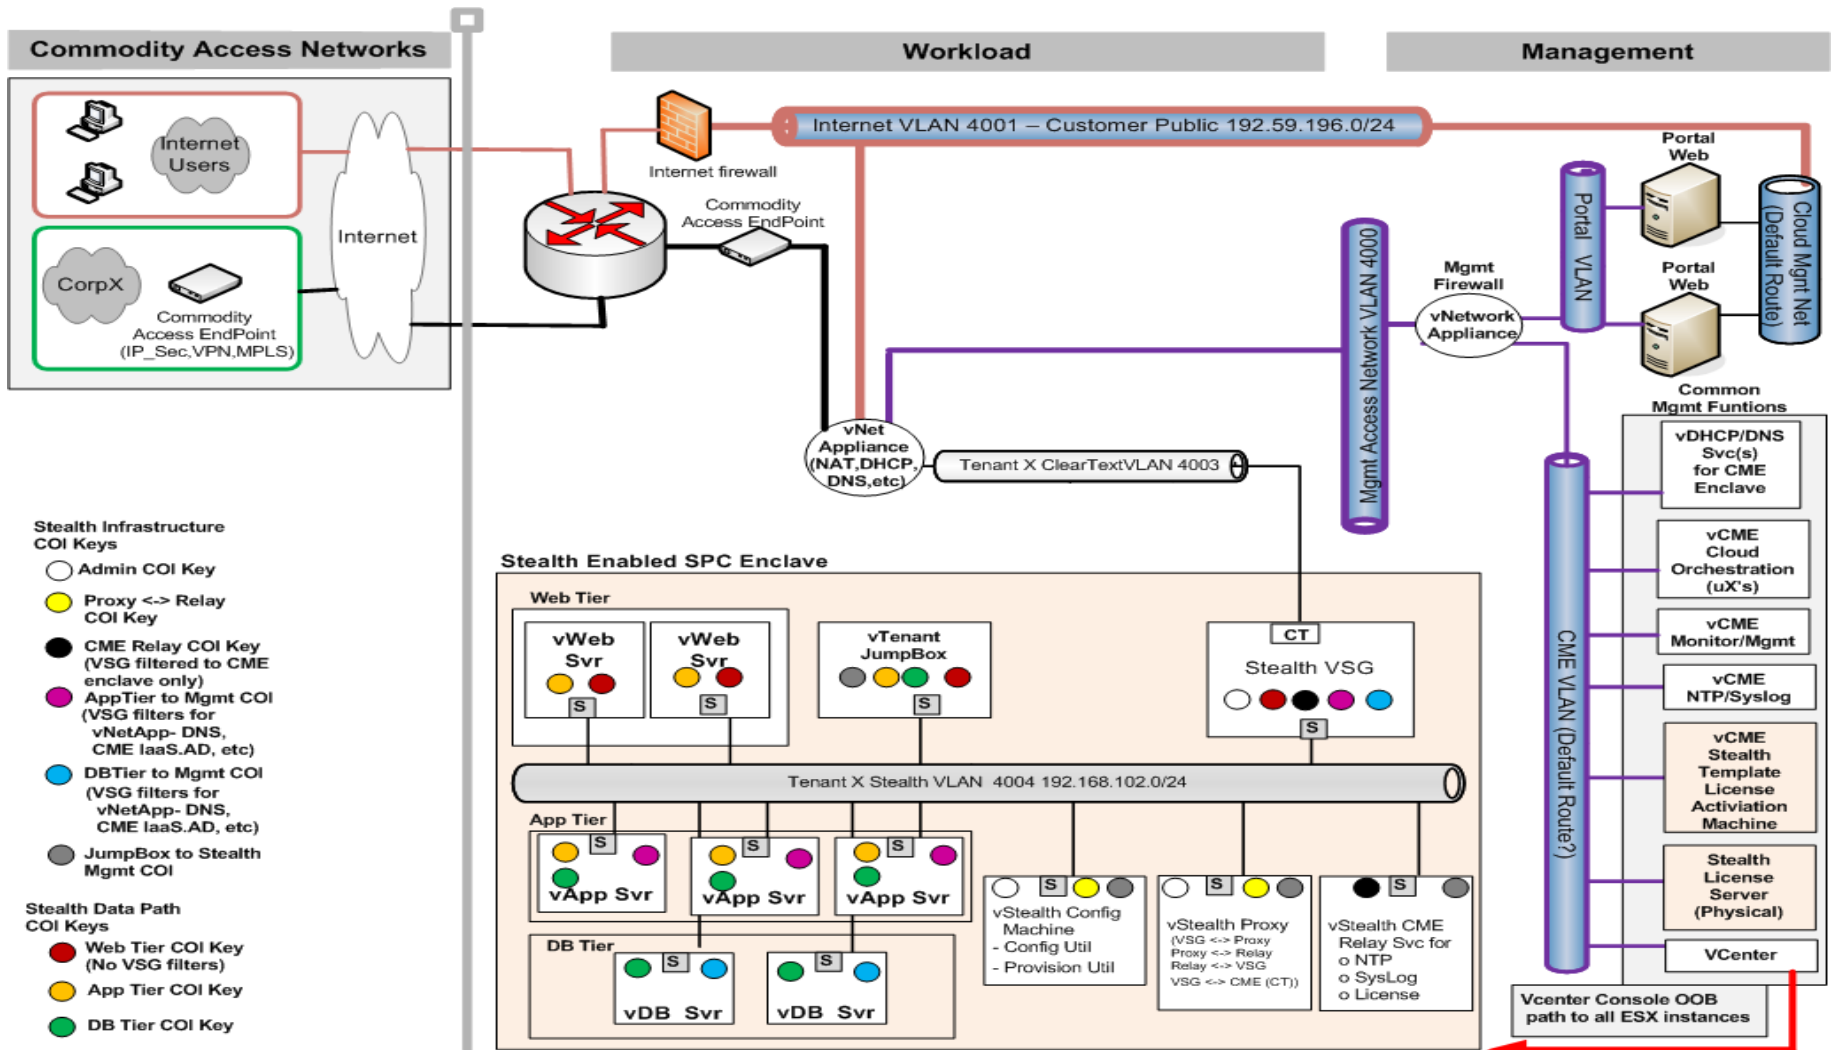 Commodity Access Networks
Workload
Management
Internet
Users
CorpX
Commodity
Access EndPoint
(IP_Sec,VPN,MPLS)
Internet
Internet firewall
Internet VLAN 4001 – Customer Public 192.59.196.0/24
Commodity
Access EndPoint
vNet
Appliance
(NAT,DHCP,
DNS,etc)
Tenant X ClearTextVLAN 4003
Mgmt Access Network VLAN 4000
Mgmt
Firewall
vNetwork
Appliance
Portal VLAN
Portal
Web
Portal
Web
Cloud Mgmt Net
(Default Route)
Common
Mgmt Funtions
vDHCP/DNS
Svc(s)
for CME
Enclave
vCME
Cloud
Orchestration
(uX's)
vCME
Monitor/Mgmt
vCME
NTP/Syslog
vCME
Stealth
Template
License
Activiation
Machine
Stealth
License
Server
(Physical)
VCenter
CME VLAN (Default Route?)
Vcenter Console OOB
path to all ESX instances
Stealth Infrastructure
COI Keys
Admin COI Key
Proxy <-> Relay
COI Key
CME Relay COI Key
(VSG filtered to CME
enclave only)
AppTier to Mgmt COI
(VSG filters for
vNetApp- DNS,
CME IaaS.AD, etc)
DBTier to Mgmt COI
(VSG filters for
vNetApp- DNS,
CME IaaS.AD, etc)
JumpBox to Stealth
Mgmt COI
Stealth Data Path
COI Keys
Web Tier COI Key
(No VSG filters)
App Tier COI Key
DB Tier COI Key
Stealth Enabled SPC Enclave
Web Tier
vWeb
Svr
S
vWeb
Svr
S
vTenant
JumpBox
S
CT
Stealth VSG
S
Tenant X Stealth VLAN 4004 192.168.102.0/24
App Tier
S
vApp Svr
S
vApp Svr
S
vApp Svr
DB Tier
S
vDB Svr
S
vDB Svr
S
vStealth Config
Machine
- Config Util
- Provision Util
S
vStealth Proxy
(VSG <-> Proxy
Proxy <-> Relay
Relay <-> VSG
VSG <-> CME (CT))
S
vStealth CME
Relay Svc for
o NTP
o SysLog
o License